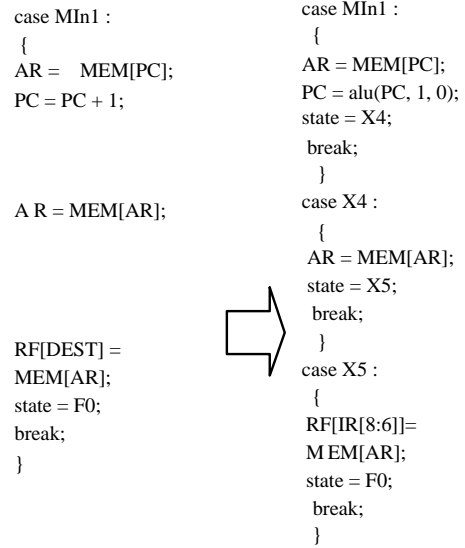 case MIn1 :
{
AR = MEM[PC];
PC = PC + 1;
A R = MEM[AR];
RF[DEST] =
MEM[AR];
state = F0;
break;
}
case MIn1 :
{
AR = MEM[PC];
PC = alu(PC, 1, 0);
state = X4;
break;
}
case X4 :
{
AR = MEM[AR];
state = X5;
break;
}
case X5 :
{
RF[IR[8:6]]=
M EM[AR];
state = F0;
break;
}